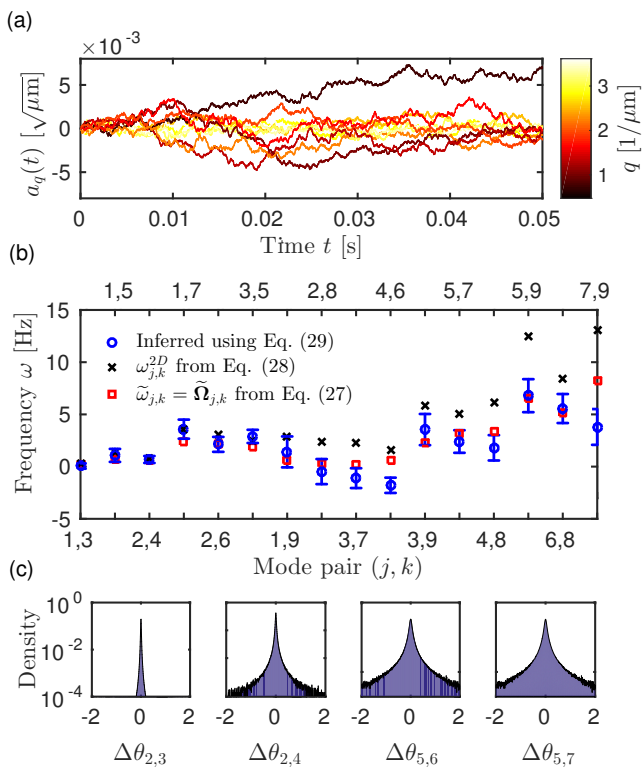 (a)
×10⁻³
5
0
-5
a_q(t) [√μm]
0 0.01 0.02 0.03 0.04 0.05
Time t [s]
3
2
1
q [1/μm]
(b)
1,5 1,7 3,5 2,8 4,6 5,7 5,9 7,9
15
10
5
0
-5
Frequency ω [Hz]
Inferred using Eq. (29)
ω^{2D}_{j,k} from Eq. (28)
ω̃_{j,k} = Ω̃_{j,k} from Eq. (27)
1,3 2,4 2,6 1,9 3,7 3,9 4,8 6,8
Mode pair (j, k)
(c)
10⁰
10⁻²
10⁻⁴
Density
-2 0 2 -2 0 2 -2 0 2 -2 0 2
Δθ_{2,3} Δθ_{2,4} Δθ_{5,6} Δθ_{5,7}